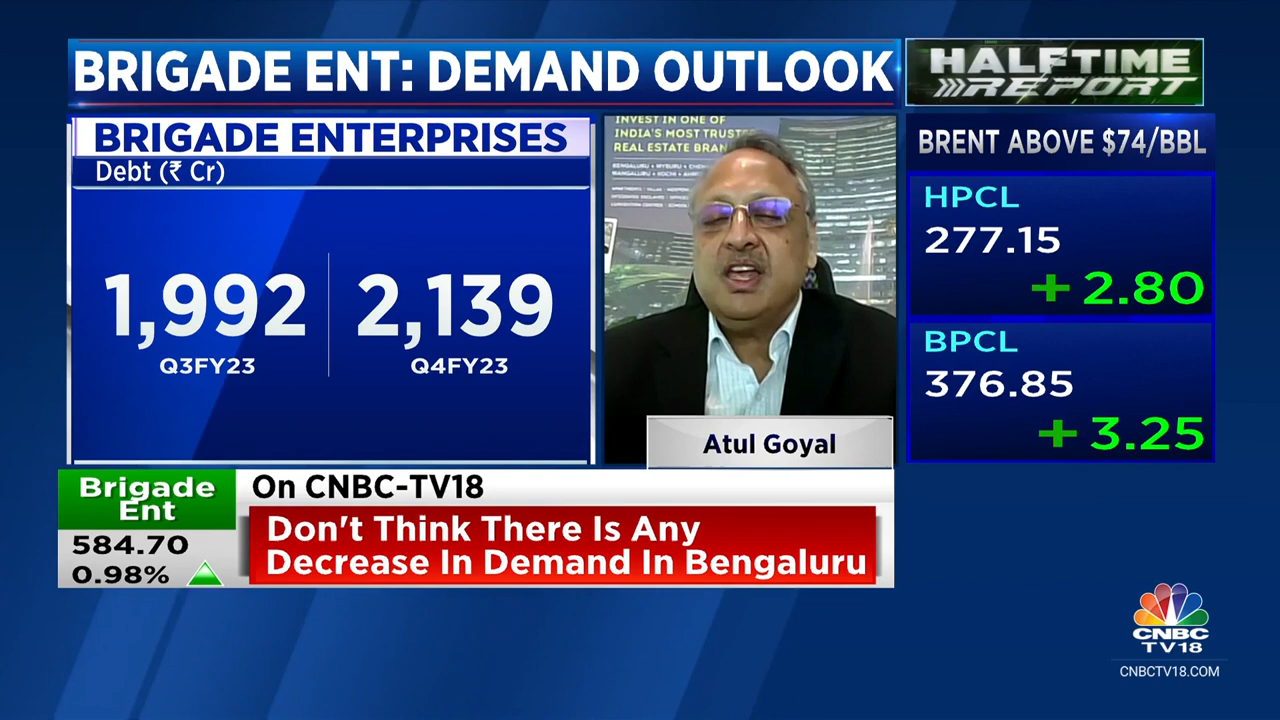 BRIGADE ENT: DEMAND OUTLOOK
HALFTIME
REPORT
BRIGADE ENTERPRISES
Debt (₹ Cr)
1,992
Q3FY23
2,139
Q4FY23
INVEST IN ONE OF
INDIA'S MOST
REAL ESTATE
Atul Goyal
BRENT ABOVE $74/BBL
HPCL
277.15
+ 2.80
BPCL
376.85
+ 3.25
Brigade
Ent
584.70
0.98%
On CNBC-TV18
Don't Think There Is Any
Decrease In Demand In Bengaluru
CNBC
TV18
CNBCTV18.COM